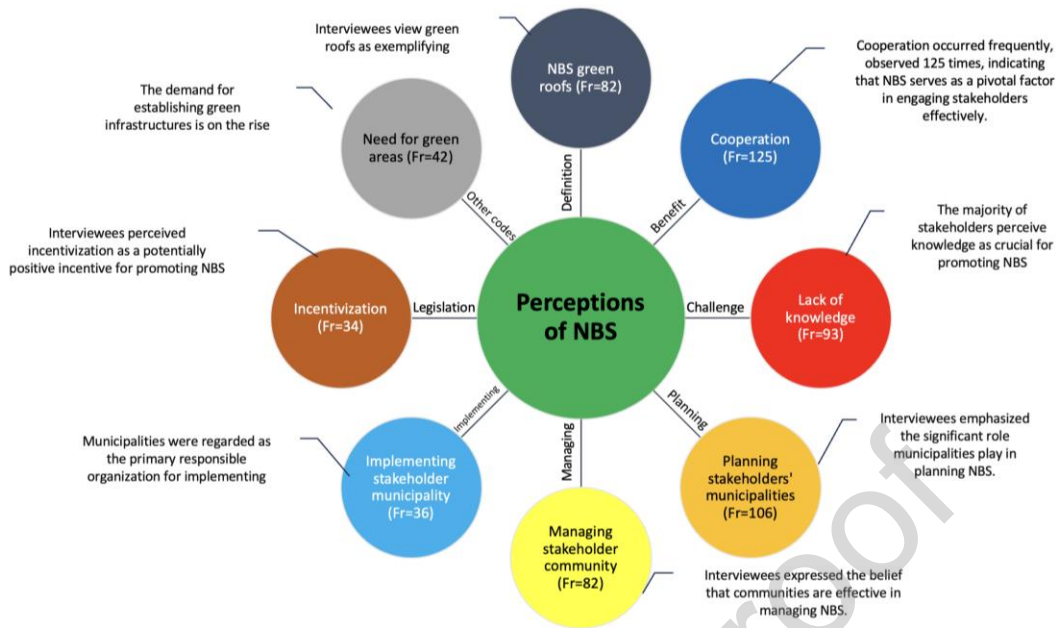 Interviewees view green
roofs as exemplifying
NBS green
roofs (Fr=82)
Cooperation occurred frequently,
observed 125 times, indicating
that NBS serves as a pivotal factor
in engaging stakeholders
effectively.
The demand for
establishing green
infrastructures is on the rise
Need for green
areas (Fr=42)
Cooperation
(Fr=125)
Other codes
Definition
Benefit
Interviewees perceived
incentivization as a potentially
positive incentive for promoting NBS
The majority of
stakeholders perceive
knowledge as crucial for
promoting NBS
Incentivization
(Fr=34)
Legislation
Perceptions
of NBS
Challenge
Lack of
knowledge
(Fr=93)
Implementing
Managing
Planning
Municipalities were regarded as
the primary responsible
organization for implementing
Implementing
stakeholder
municipality
(Fr=36)
Planning
stakeholders'
municipalities
(Fr=106)
Interviewees emphasized
the significant role
municipalities play in
planning NBS.
Managing
stakeholder
community
(Fr=82)
Interviewees expressed the belief
that communities are effective in
managing NBS.
roof